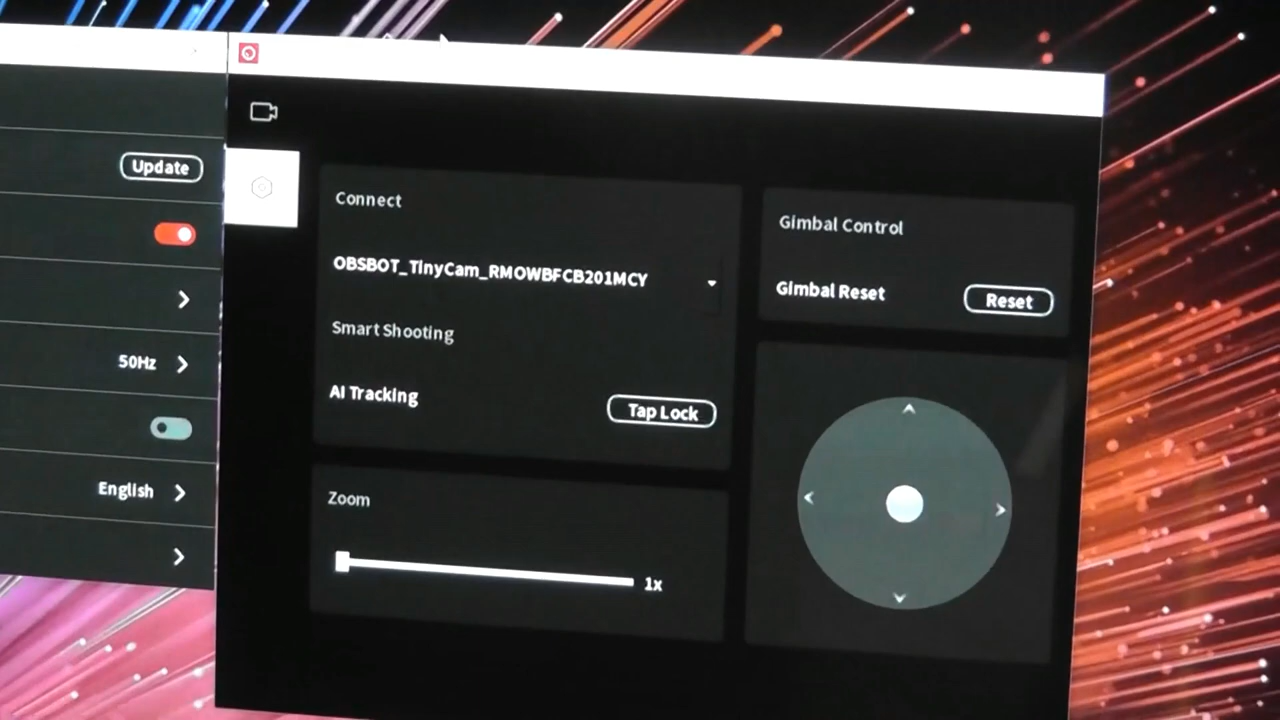 Update
50Hz
English
Connect
OBSBOT_TinyCam_RMOWBFCB201MCY
Smart Shooting
AI Tracking
Tap Lock
Zoom
1x
Gimbal Control
Gimbal Reset
Reset